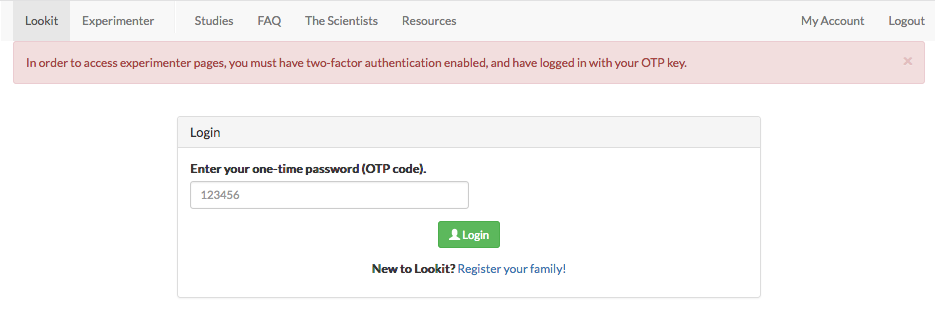 Lookit Experimenter Studies FAQ The Scientists Resources My Account Logout
In order to access experimenter pages, you must have two-factor authentication enabled, and have logged in with your OTP key. ×
Login
Enter your one-time password (OTP code).
123456
Login
New to Lookit? Register your family!